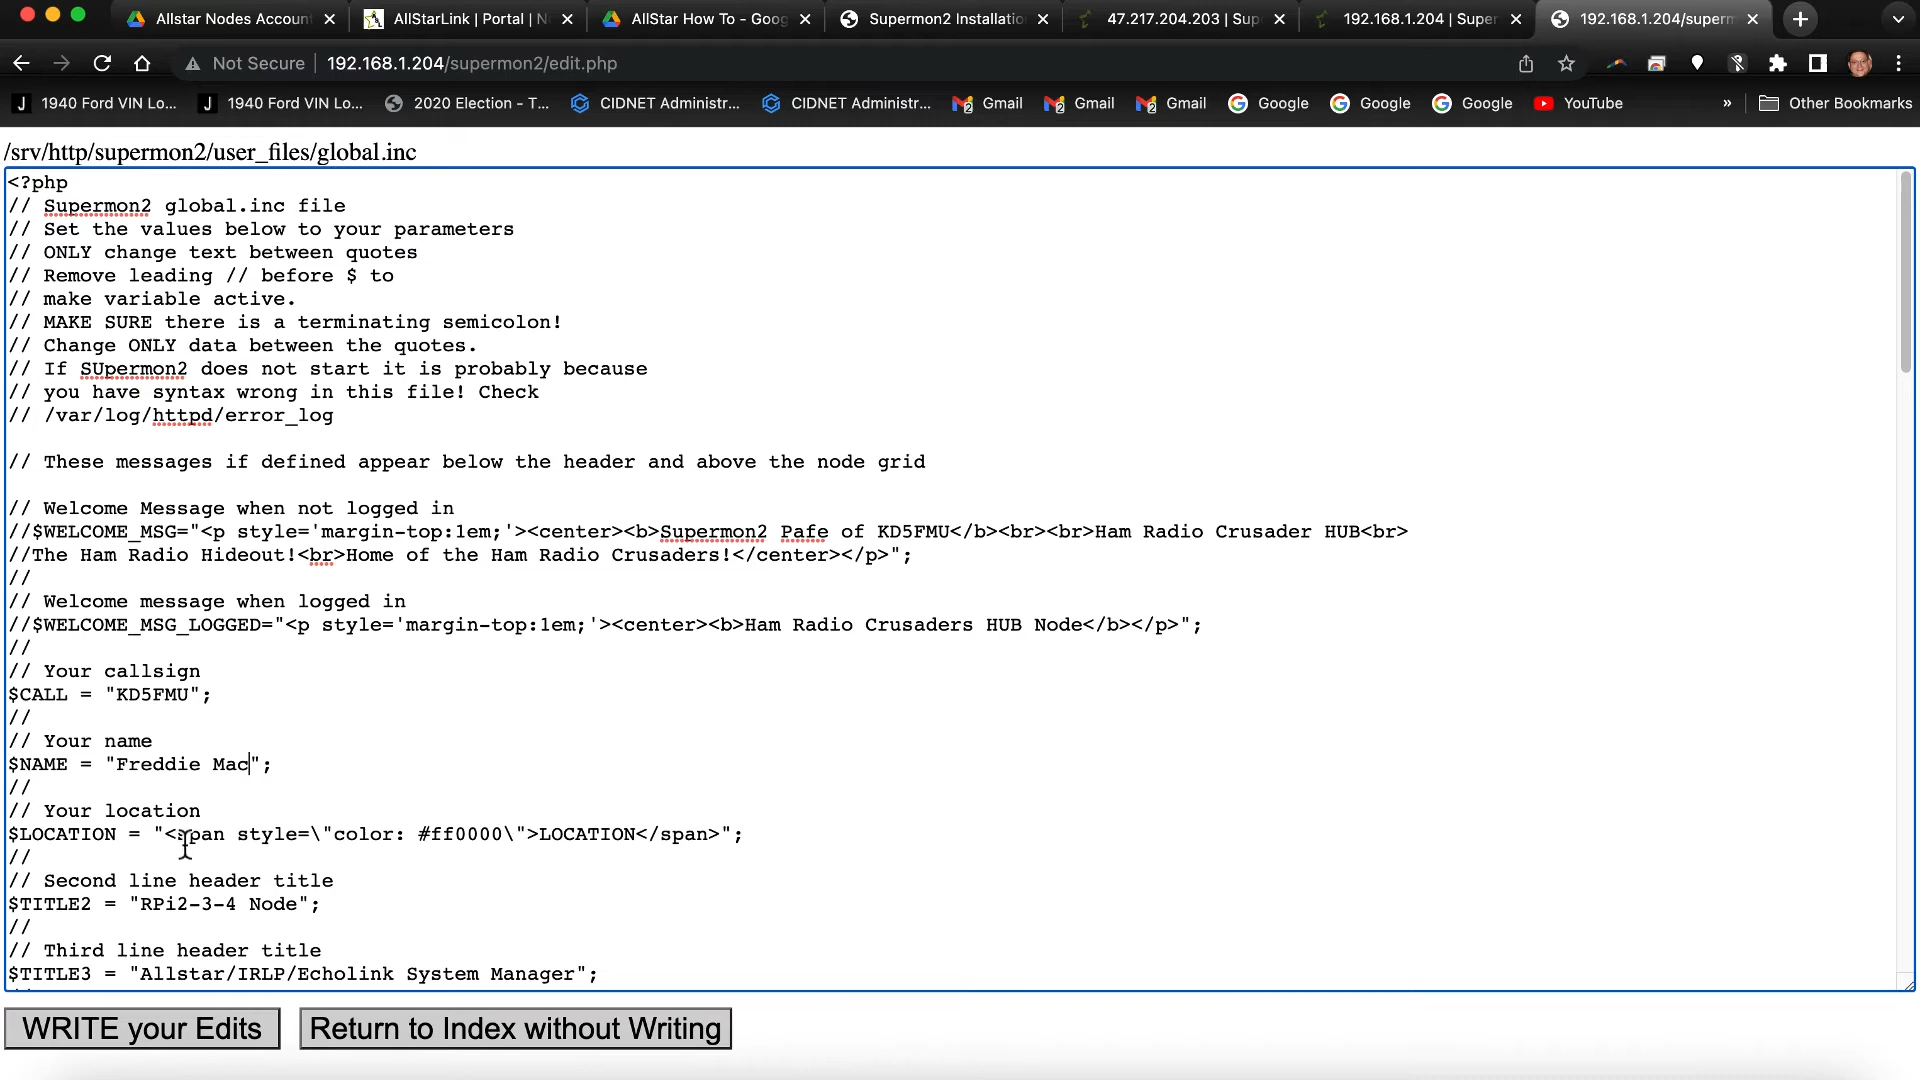 Allstar Nodes Accoun
AllStarLink | Portal | N
AllStar How To - Goog
Supermon2 Installatio
47.217.204.203 | Sup
192.168.1.204 | Super
192.168.1.204/superm
Not Secure
192.168.1.204/supermon2/edit.php
1940 Ford VIN Lo...
1940 Ford VIN Lo...
2020 Election - T...
CIDNET Administr...
CIDNET Administr...
Gmail
Gmail
Gmail
Google
Google
Google
YouTube
»
Other Bookmarks
/srv/http/supermon2/user_files/global.inc
<?php
// Supermon2 global.inc file
// Set the values below to your parameters
// ONLY change text between quotes
// Remove leading // before $ to
// make variable active.
// MAKE SURE there is a terminating semicolon!
// Change ONLY data between the quotes.
// If SUpermon2 does not start it is probably because
// you have syntax wrong in this file! Check
// /var/log/httpd/error_log
// These messages if defined appear below the header and above the node grid
// Welcome Message when not logged in
//$WELCOME_MSG="<p style='margin-top:1em;'><center><b>Supermon2 Pafe of KD5FMU</b><br><br>Ham Radio Crusader HUB<br>
//The Ham Radio Hideout!<br>Home of the Ham Radio Crusaders!</center></p>";
//
// Welcome message when logged in
//$WELCOME_MSG_LOGGED="<p style='margin-top:1em;'><center><b>Ham Radio Crusaders HUB Node</b></p>";
//
// Your callsign
$CALL = "KD5FMU";
//
// Your name
$NAME = "Freddie Mac";
//
// Your location
$LOCATION = "<span style=\"color: #ff0000\">LOCATION</span>";
//
// Second line header title
$TITLE2 = "RPi2-3-4 Node";
//
// Third line header title
$TITLE3 = "Allstar/IRLP/Echolink System Manager";
WRITE your Edits
Return to Index without Writing